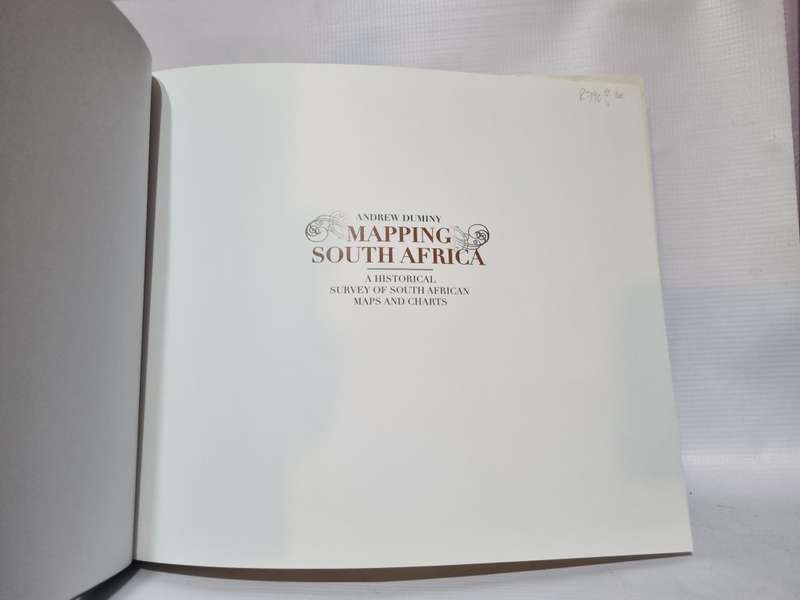 ANDREW DUMINY
MAPPING
SOUTH AFRICA
A HISTORICAL
SURVEY OF SOUTH AFRICAN
MAPS AND CHARTS